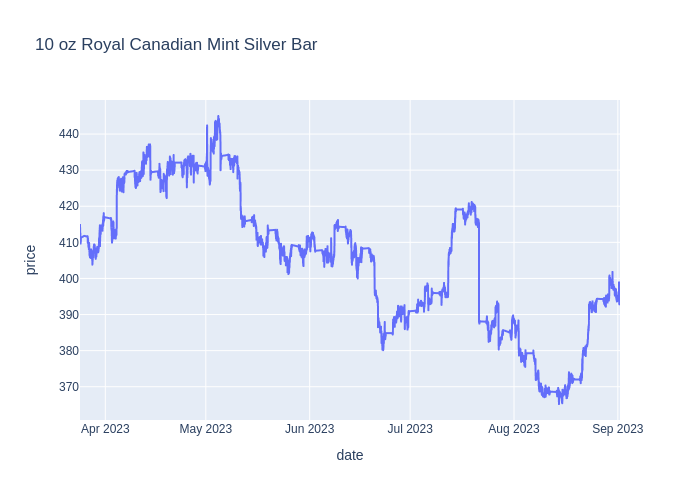 10 oz Royal Canadian Mint Silver Bar
440
430
420
410
400
390
380
370
price
Apr 2023
May 2023
Jun 2023
Jul 2023
Aug 2023
Sep 2023
date